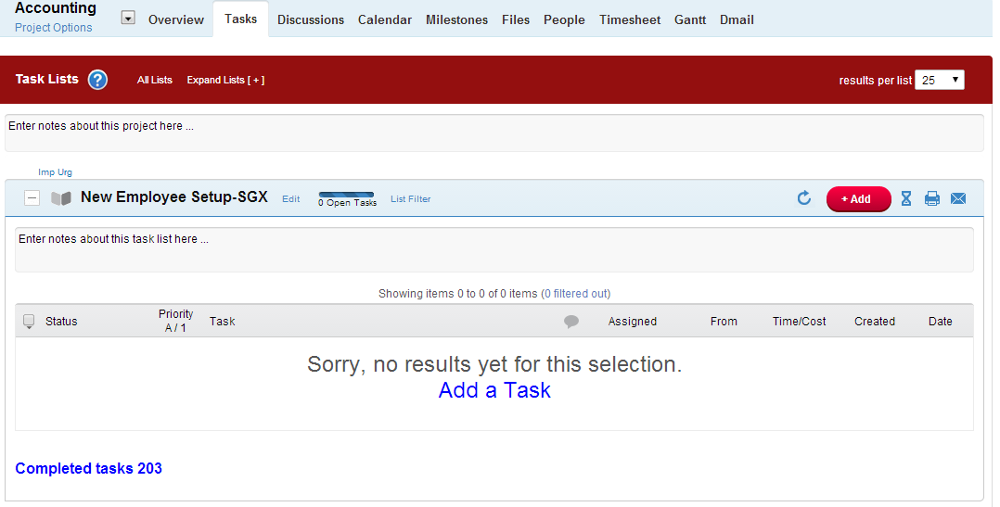 Accounting
Project Options
Overview Tasks Discussions Calendar Milestones Files People Timesheet Gantt Dmail
Task Lists ? All Lists Expand Lists [ + ] results per list 25
Enter notes about this project here ...
Imp Urg
New Employee Setup-SGX Edit 0 Open Tasks List Filter + Add
Enter notes about this task list here ...
Showing items 0 to 0 of 0 items (0 filtered out)
Status Priority A / 1 Task Assigned From Time/Cost Created Date
Sorry, no results yet for this selection.
Add a Task
Completed tasks 203